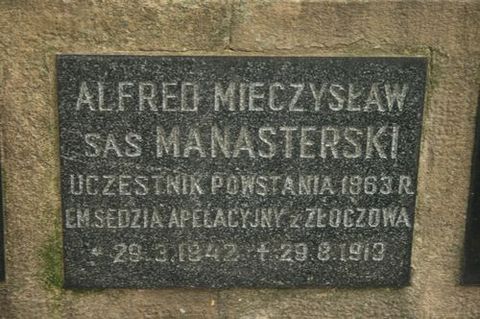 ALFRED MIECZYSŁAW
SAS MANASTERSKI
UCZESTNIK POWSTANIA 1863 R.
EM. SĘDZIA APELACYJNY z ZŁOCZOWA
* 29.3.1842 ✝ 29.8.1913